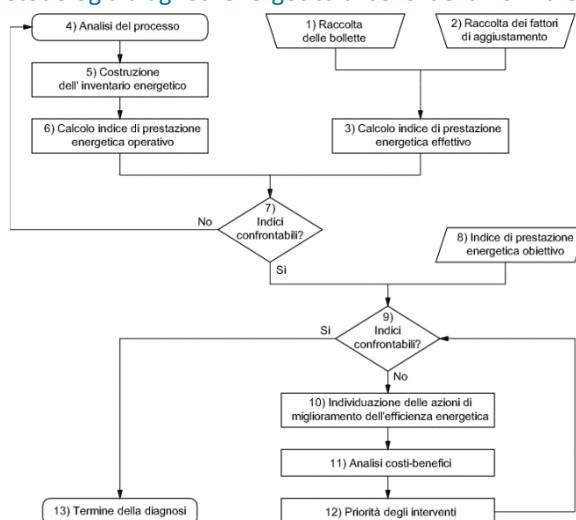 4) Analisi del processo
1) Raccolta
delle bollette
2) Raccolta dei fattori
di aggiustamento
5) Costruzione
dell' inventario energetico
6) Calcolo indice di prestazione
energetica operativo
3) Calcolo indice di prestazione
energetica effettivo
7)
Indici
confrontabili?
No
Sì
8) Indice di prestazione
energetica obiettivo
9)
Indici
confrontabili?
Sì
No
10) Individuazione delle azioni di
miglioramento dell'efficienza energetica
11) Analisi costi-benefici
12) Priorità degli interventi
13) Termine della diagnosi